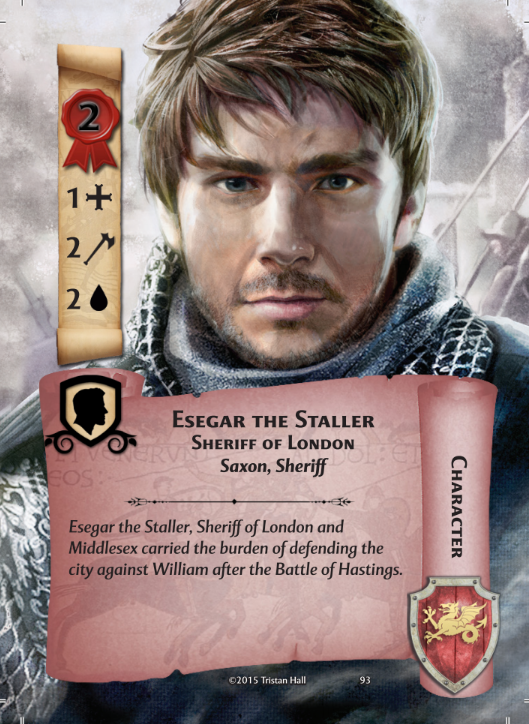 2
1
2
2
Esegar the Staller
Sheriff of London
Saxon, Sheriff
Esegar the Staller, Sheriff of London and
Middlesex carried the burden of defending the
city against William after the Battle of Hastings.
Character
©2015 Tristan Hall
93